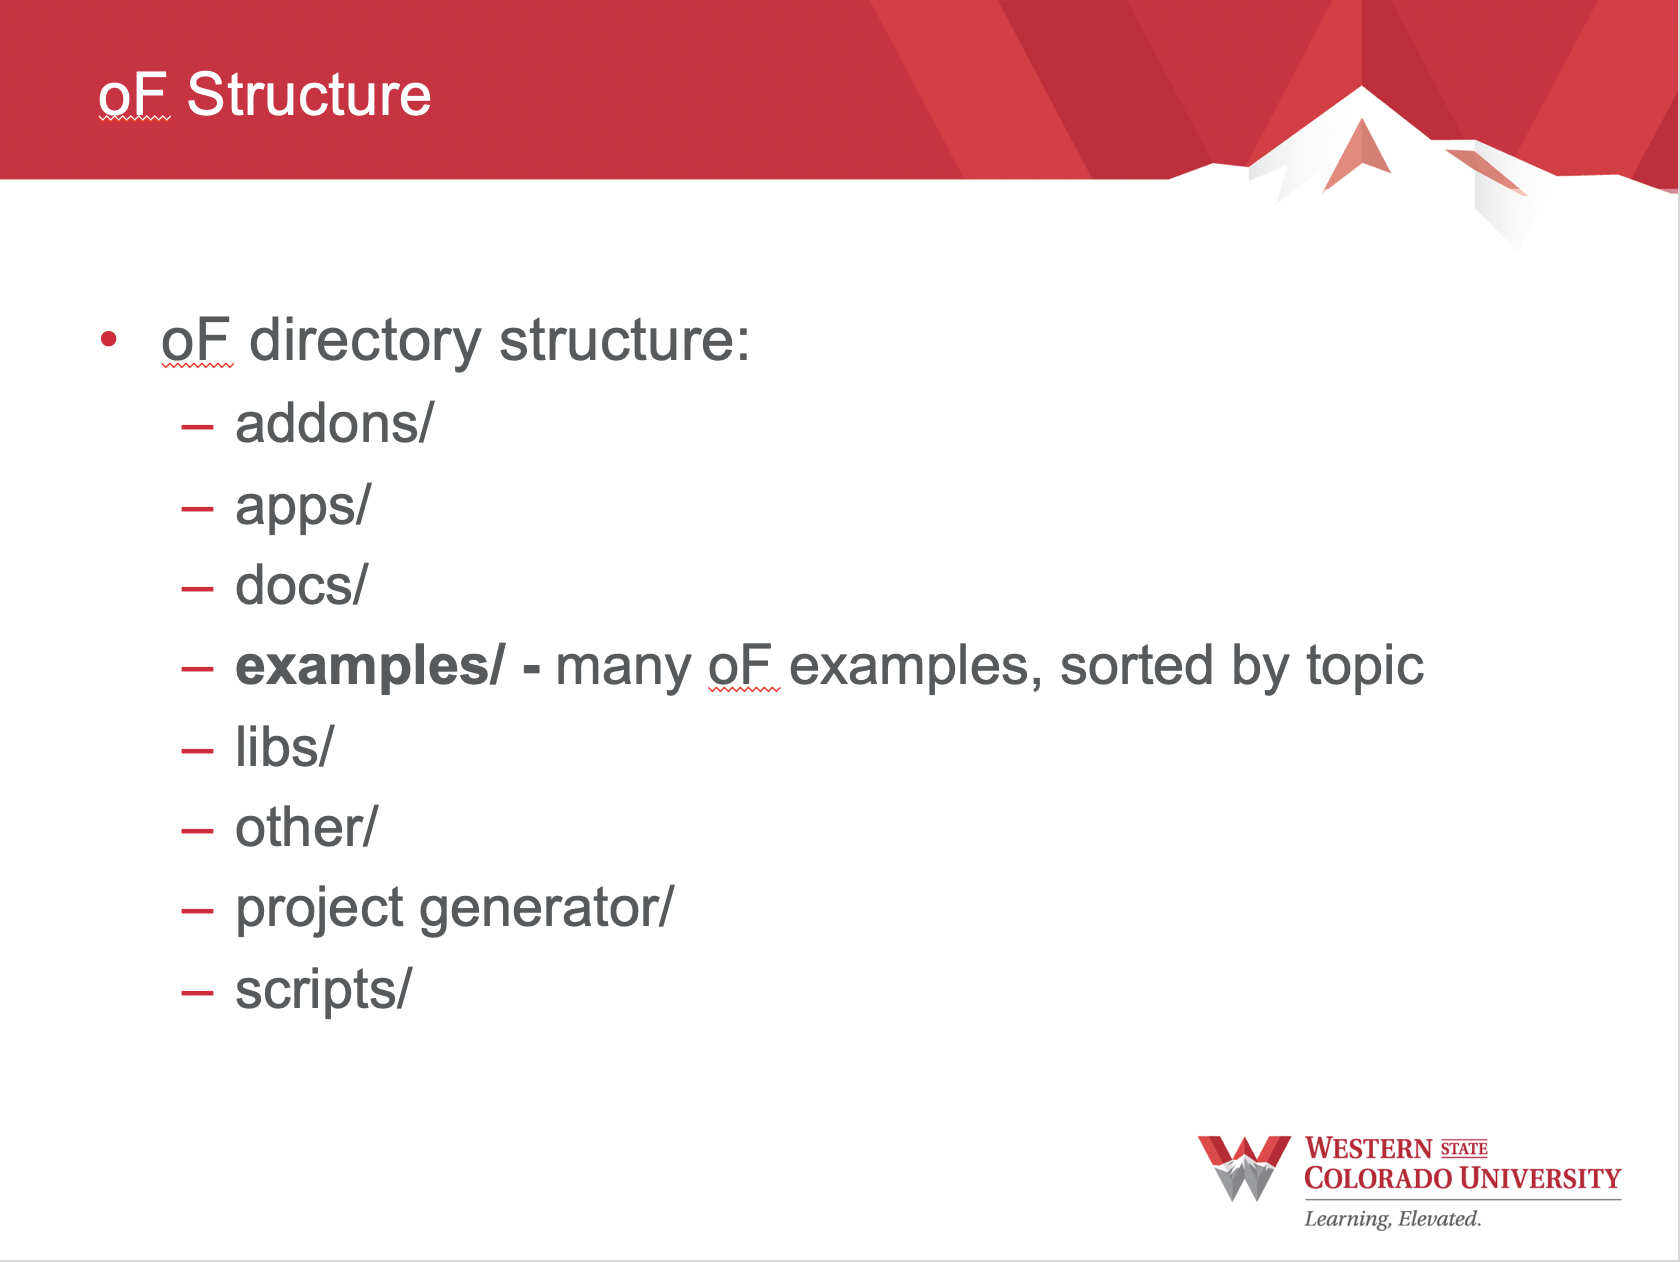 oF Structure
• oF directory structure:
– addons/
– apps/
– docs/
– examples/ - many oF examples, sorted by topic
– libs/
– other/
– project generator/
– scripts/
WESTERN STATE
COLORADO UNIVERSITY
Learning, Elevated.